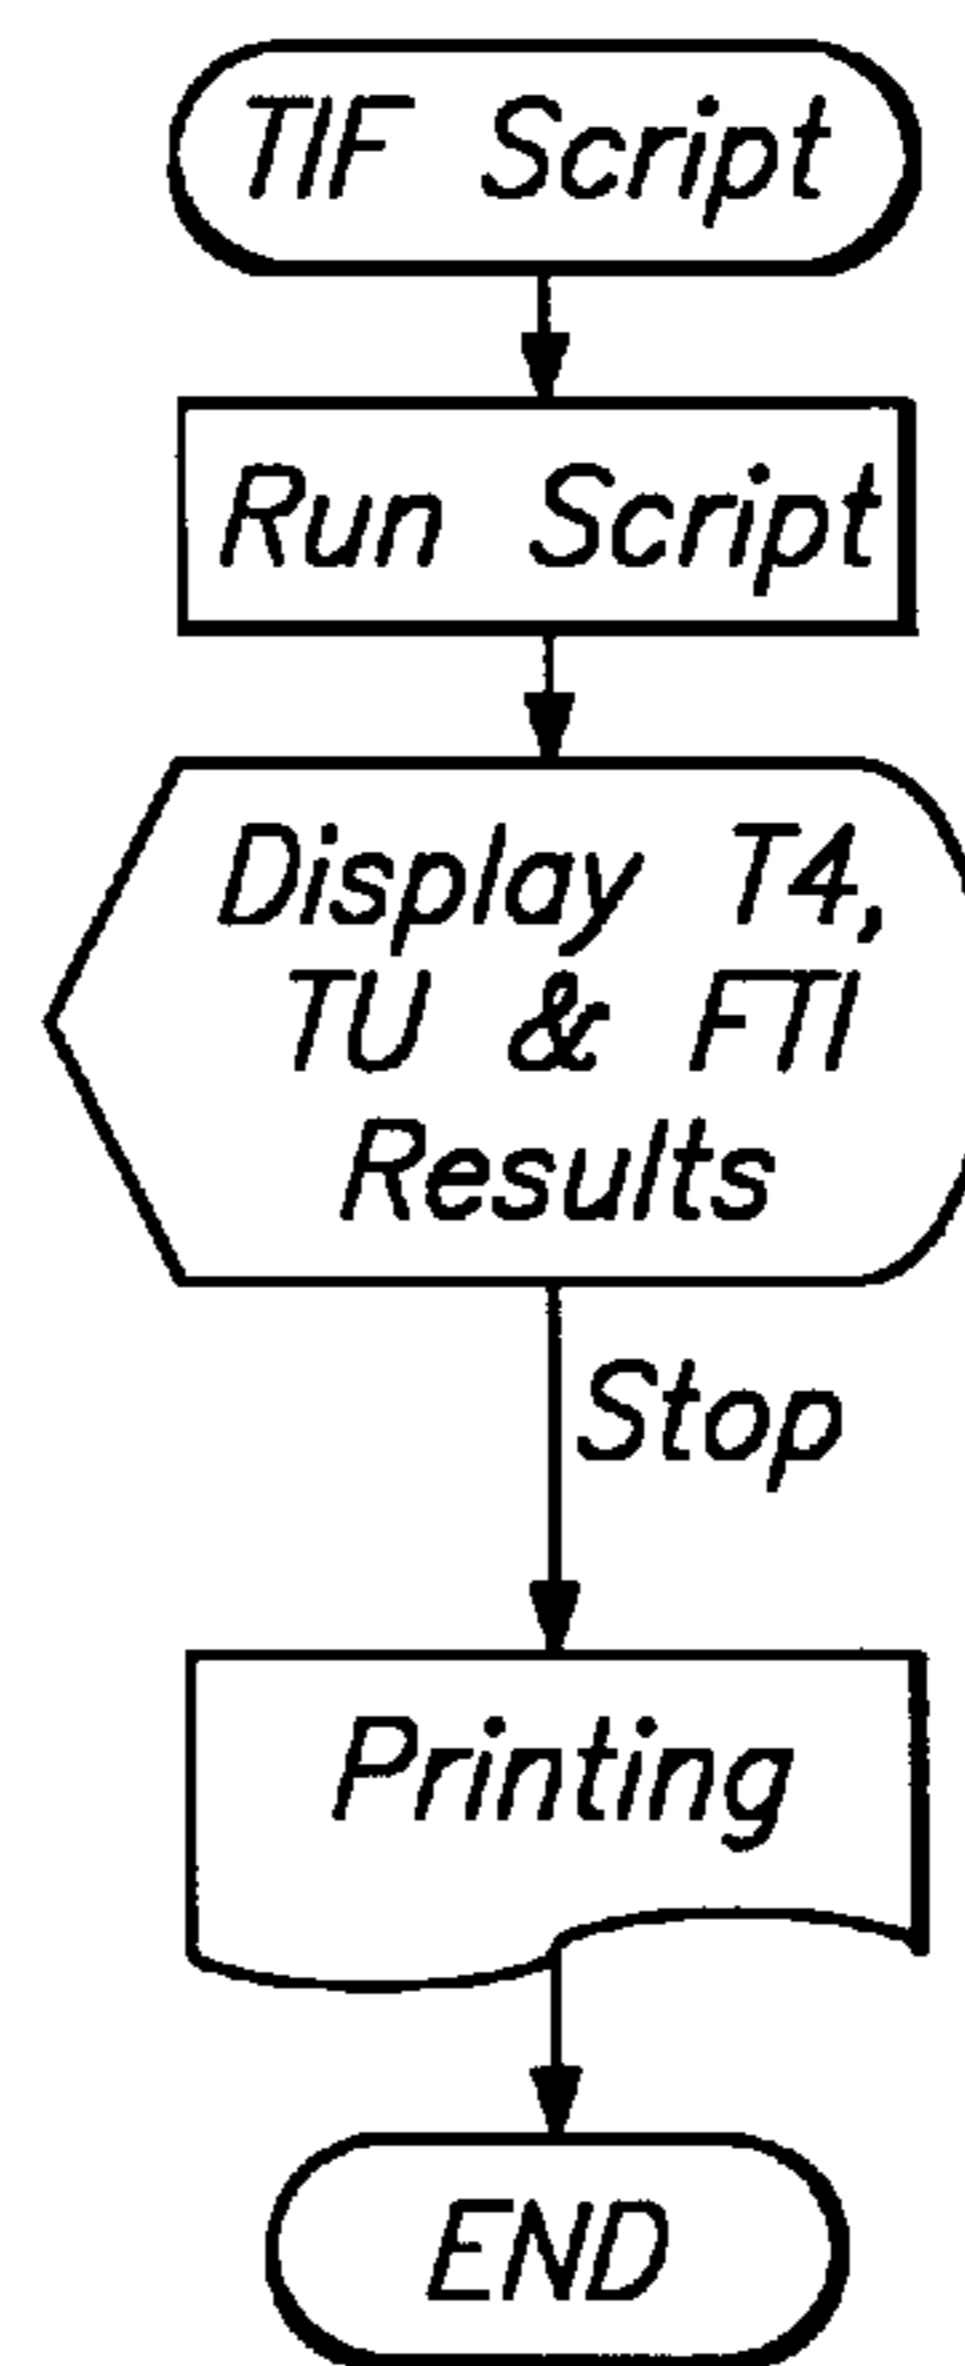 TIF Script
Run Script
Display T4,
TU & FTI
Results
Stop
Printing
END